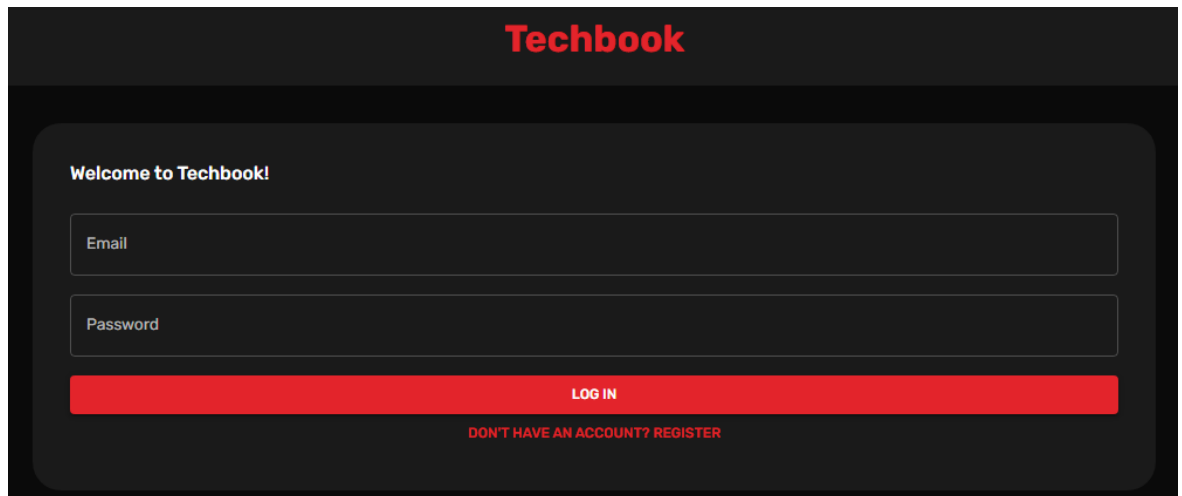 Techbook
Welcome to Techbook!
Email
Password
LOG IN
DON'T HAVE AN ACCOUNT? REGISTER